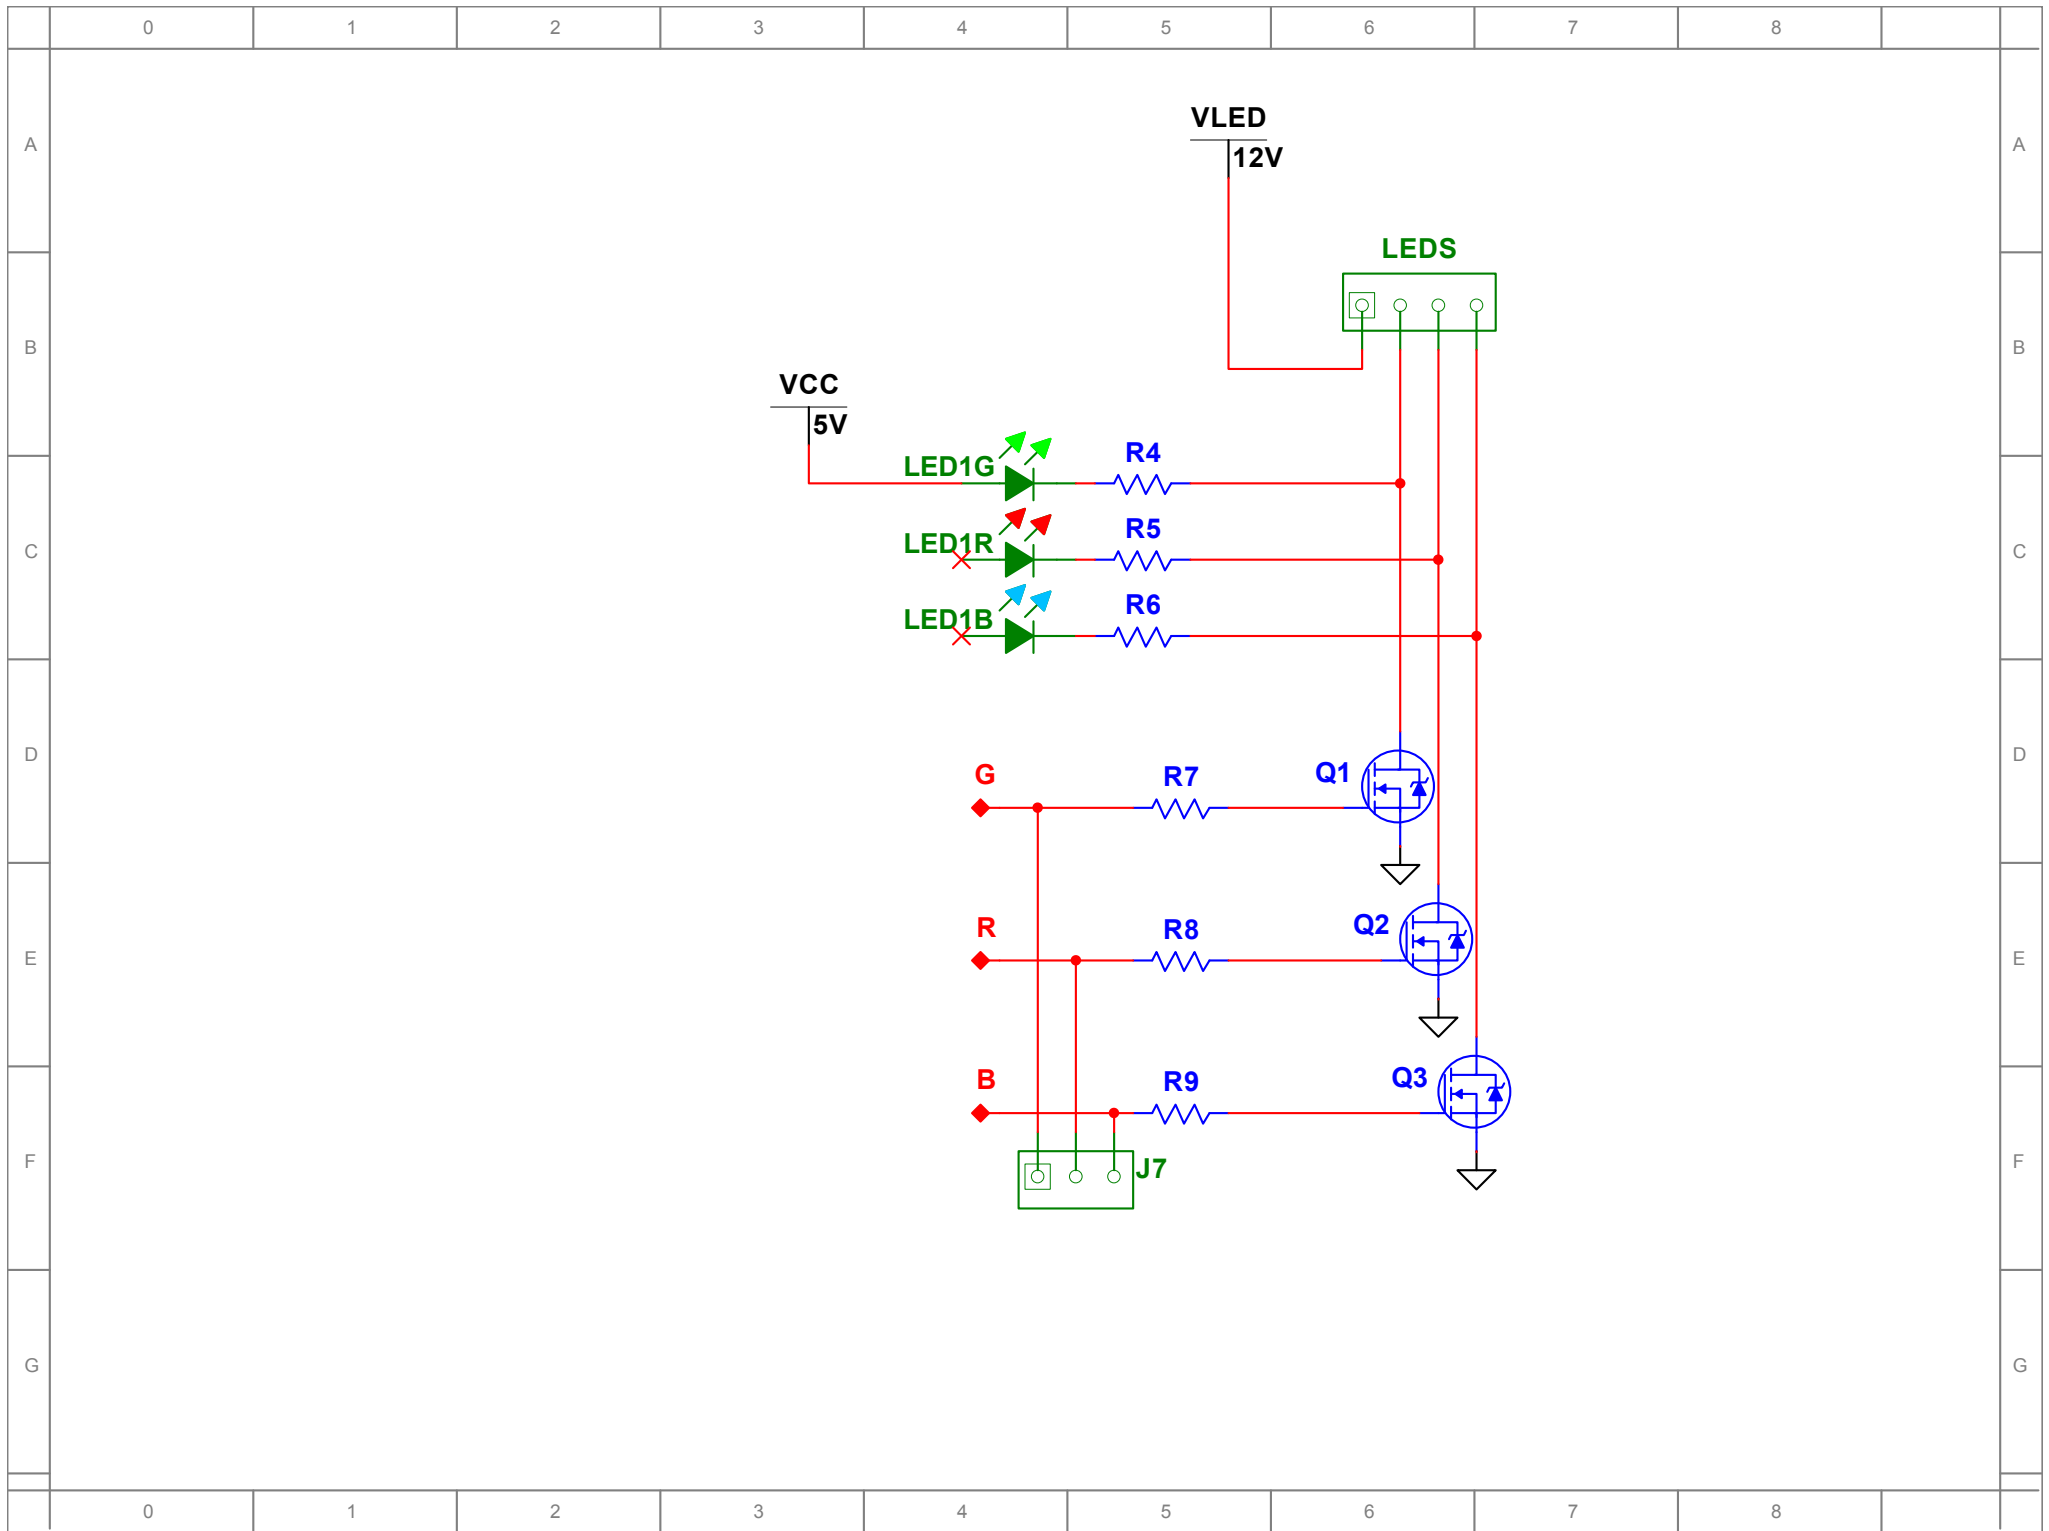 0 1 2 3 4 5 6 7 8
A A
VLED
12V
LEDS
B B
VCC
5V
LED1G R4
LED1R R5
C C
LED1B R6
D D
G R7 Q1
R R8 Q2
E E
B R9 Q3
F F
J7
G G
0 1 2 3 4 5 6 7 8